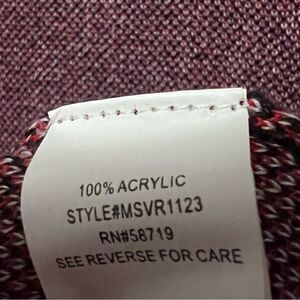 100% ACRYLIC
STYLE#MSVR1123
RN#58719
SEE REVERSE FOR CARE